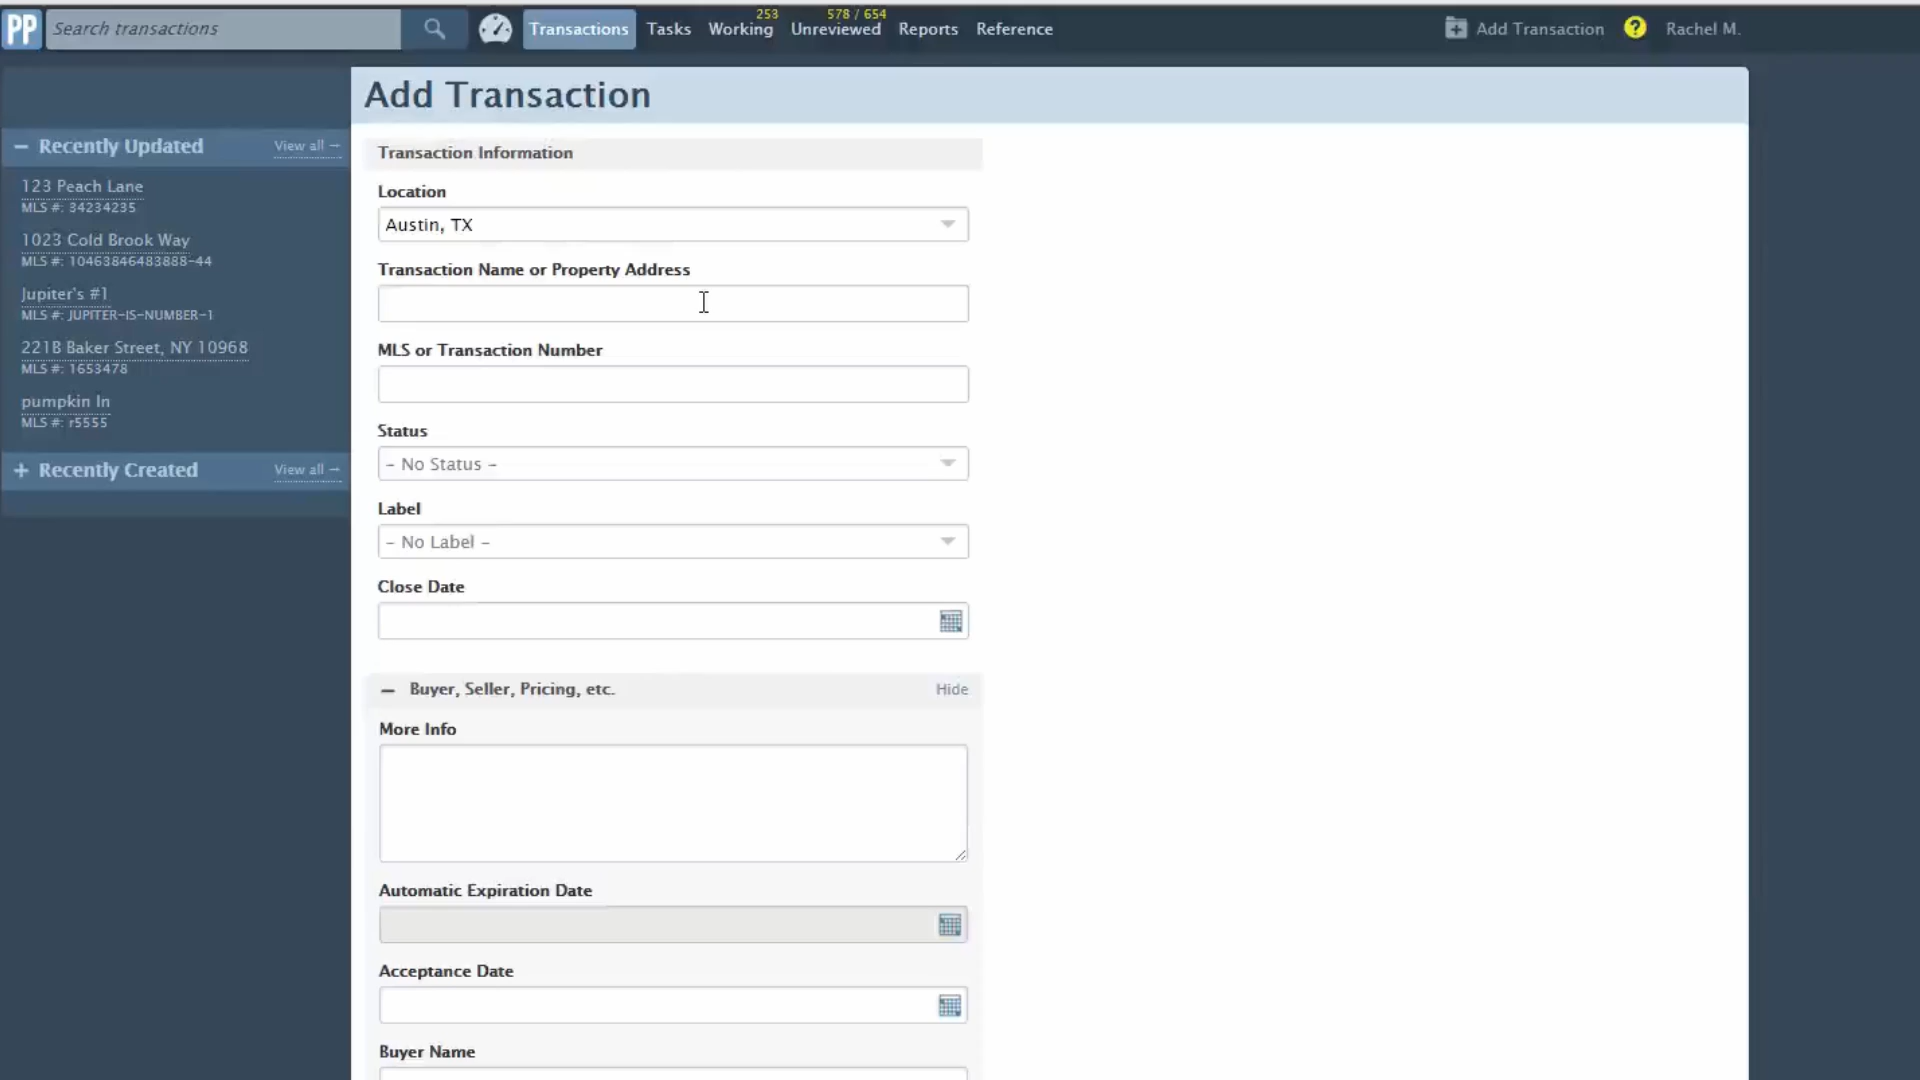 PP Search transactions Transactions Tasks Working 253 Unreviewed 578 / 654 Reports Reference Add Transaction ? Rachel M.
Add Transaction
— Recently Updated View all →
123 Peach Lane
MLS #: 34234235
1023 Cold Brook Way
MLS #: 10463846483888-44
Jupiter's #1
MLS #: JUPITER-IS-NUMBER-1
221B Baker Street, NY 10968
MLS #: 1653478
pumpkin ln
MLS #: r5555
+ Recently Created View all →
Transaction Information
Location
Austin, TX
Transaction Name or Property Address
MLS or Transaction Number
Status
– No Status –
Label
– No Label –
Close Date
— Buyer, Seller, Pricing, etc. Hide
More Info
Automatic Expiration Date
Acceptance Date
Buyer Name